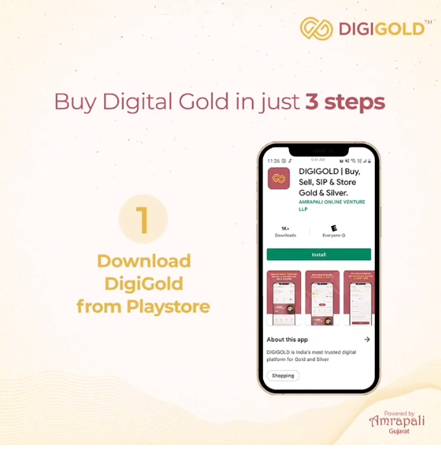 DIGIGOLD™
Buy Digital Gold in just 3 steps
1
Download
DigiGold
from Playstore
11:26
DIGIGOLD | Buy,
Sell, SIP & Store
Gold & Silver.
AMRAPALI ONLINE VENTURE
LLP
1K+
Downloads
E
Everyone
Install
About this app
DIGIGOLD is India's most trusted digital
platform for Gold and Silver
Shopping
Powered by
Amrapali
Gujarat